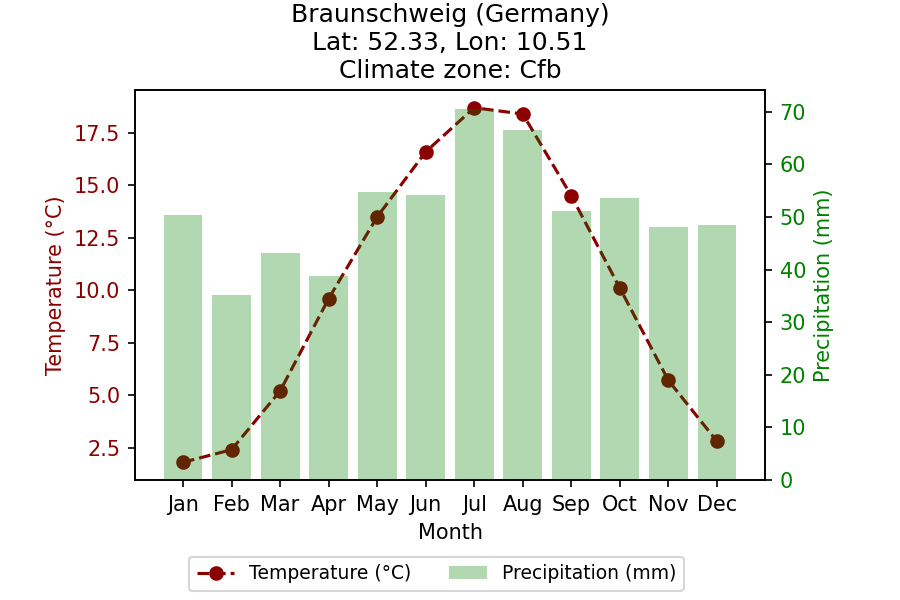 Braunschweig (Germany)
Lat: 52.33, Lon: 10.51
Climate zone: Cfb
17.5
15.0
12.5
10.0
7.5
5.0
2.5
Temperature (°C)
70
60
50
40
30
20
10
0
Precipitation (mm)
Jan Feb Mar Apr May Jun Jul Aug Sep Oct Nov Dec
Month
Temperature (°C) Precipitation (mm)